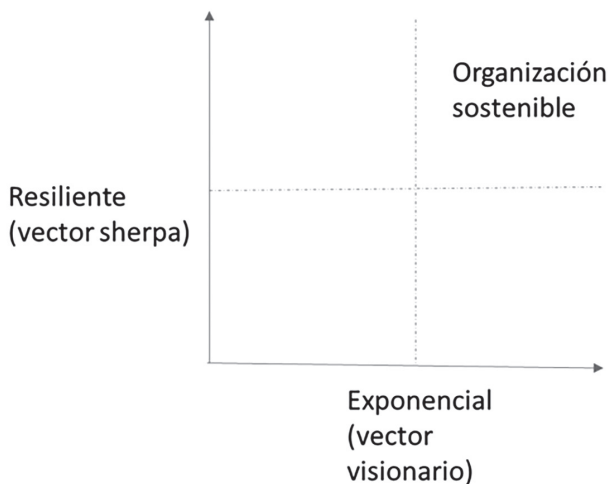 Organización
sostenible
Resiliente
(vector sherpa)
Exponencial
(vector
visionario)